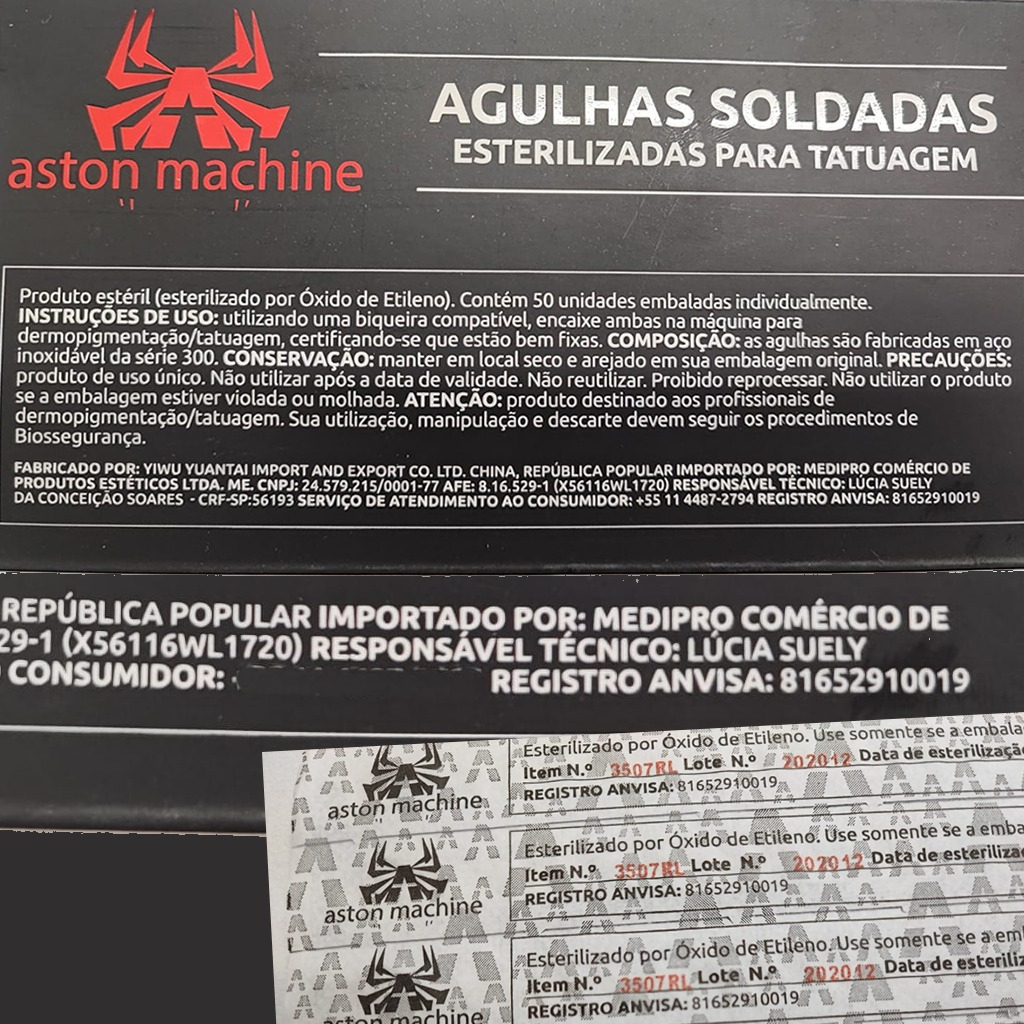 aston machine
AGULHAS SOLDADAS
ESTERILIZADAS PARA TATUAGEM
Produto estéril (esterilizado por Óxido de Etileno). Contém 50 unidades embaladas individualmente.
INSTRUÇÕES DE USO: utilizando uma biqueira compatível, encaixe ambas na máquina para
dermopigmentação/tatuagem, certificando-se que estão bem fixas. COMPOSIÇÃO: as agulhas são fabricadas em aço
inoxidável da série 300. CONSERVAÇÃO: manter em local seco e arejado em sua embalagem original. PRECAUÇÕES:
produto de uso único. Não utilizar após a data de validade. Não reutilizar. Proibido reprocessar. Não utilizar o produto
se a embalagem estiver violada ou molhada. ATENÇÃO: produto destinado aos profissionais de
dermopigmentação/tatuagem. Sua utilização, manipulação e descarte devem seguir os procedimentos de
Biossegurança.
FABRICADO POR: YIWU YUANTAI IMPORT AND EXPORT CO. LTD. CHINA, REPÚBLICA POPULAR IMPORTADO POR: MEDIPRO COMÉRCIO DE
PRODUTOS ESTÉTICOS LTDA. ME. CNPJ: 24.579.215/0001-77 AFE: 8.16.529-1 (X56116WL1720) RESPONSÁVEL TÉCNICO: LÚCIA SUELY
DA CONCEIÇÃO SOARES - CRF-SP:56193 SERVIÇO DE ATENDIMENTO AO CONSUMIDOR: +55 11 4487-2794 REGISTRO ANVISA: 81652910019
REPÚBLICA POPULAR IMPORTADO POR: MEDIPRO COMÉRCIO DE
29-1 (X56116WL1720) RESPONSÁVEL TÉCNICO: LÚCIA SUELY
CONSUMIDOR: REGISTRO ANVISA: 81652910019
Esterilizado por Óxido de Etileno. Use somente se a embala
Item N.º 3507RL Lote N.º 202012 Data de esterilização
REGISTRO ANVISA: 81652910019
aston machine
Esterilizado por Óxido de Etileno. Use somente se a emba
Item N.º 3507RL Lote N.º 202012 Data de esteriliza
REGISTRO ANVISA: 81652910019
aston machine
Esterilizado por Óxido de Etileno. Use somente se a em
Item N.º 3507RL Lote N.º 202012 Data de esteriliz
REGISTRO ANVISA: 81652910019
aston machine